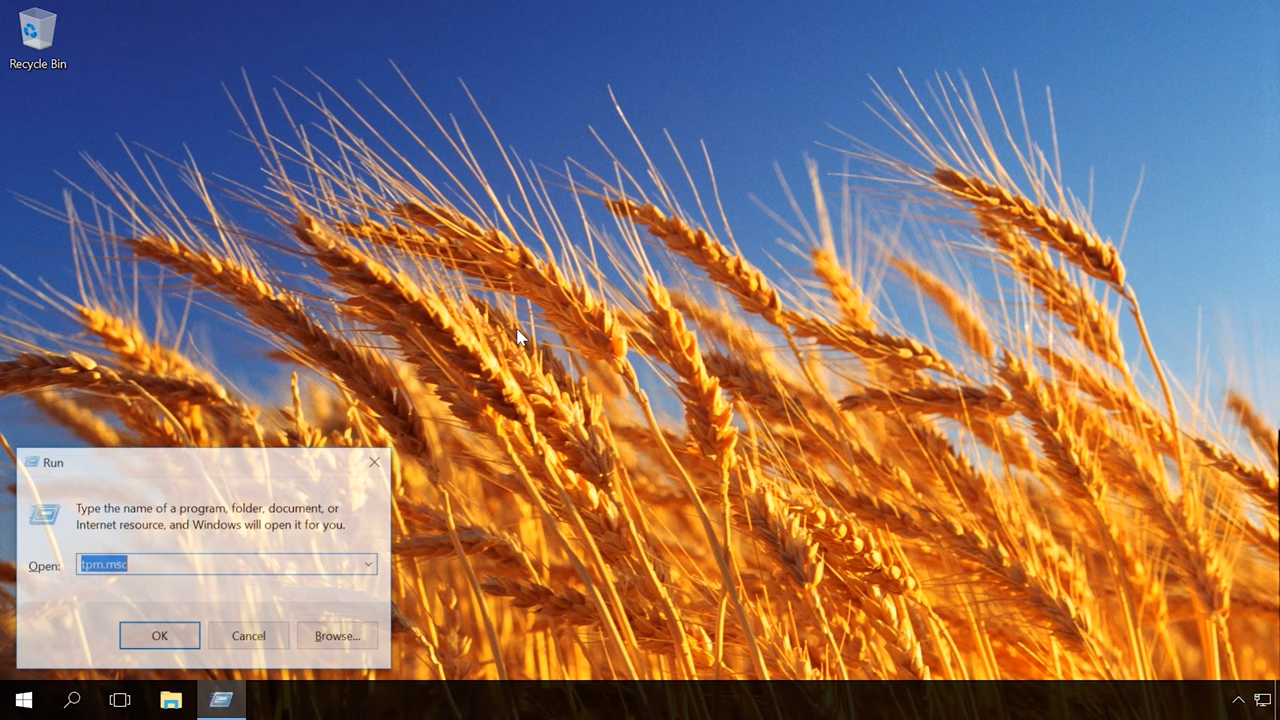 Recycle Bin
Run
Type the name of a program, folder, document, or
Internet resource, and Windows will open it for you.
Open:
tpm.msc
OK
Cancel
Browse...